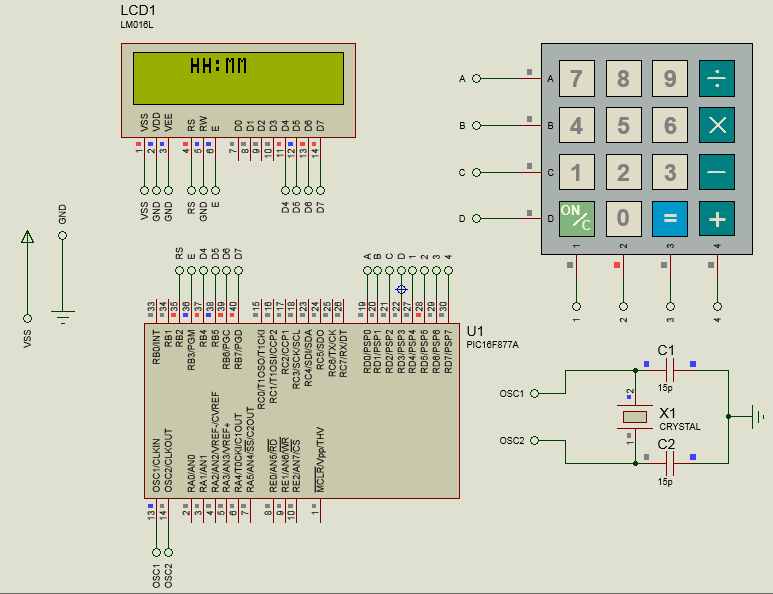 LCD1
LM016L
HH:MM
VSS VDD VEE RS RW E D0 D1 D2 D3 D4 D5 D6 D7
1 2 3 4 5 6 7 8 9 10 11 12 13 14
VSS GND GND RS GND E D4 D5 D6 D7
A A 7 8 9 ÷
B B 4 5 6 ×
C C 1 2 3 −
D D ON/C 0 = +
1 2 3 4
1 2 3 4
GND
VSS
RS E D4 D5 D6 D7 A B C D 1 2 3 4
33 34 35 36 37 38 39 40 15 16 17 18 23 24 25 26 19 20 21 22 27 28 29 30
U1
PIC16F877A
RB0/INT RB1 RB2 RB3/PGM RB4 RB5 RB6/PGC RB7/PGD RC0/T1OSO/T1CKI RC1/T1OSI/CCP2 RC2/CCP1 RC3/SCK/SCL RC4/SDI/SDA RC5/SDO RC6/TX/CK RC7/RX/DT RD0/PSP0 RD1/PSP1 RD2/PSP2 RD3/PSP3 RD4/PSP4 RD5/PSP5 RD6/PSP6 RD7/PSP7
OSC1/CLKIN OSC2/CLKOUT RA0/AN0 RA1/AN1 RA2/AN2/VREF-/CVREF RA3/AN3/VREF+ RA4/T0CKI/C1OUT RA5/AN4/SS/C2OUT RE0/AN5/RD RE1/AN6/WR RE2/AN7/CS MCLR/Vpp/THV
13 14 2 3 4 5 6 7 8 9 10 1
OSC1 OSC2
C1
15p
OSC1
2
X1
CRYSTAL
1
OSC2
C2
15p